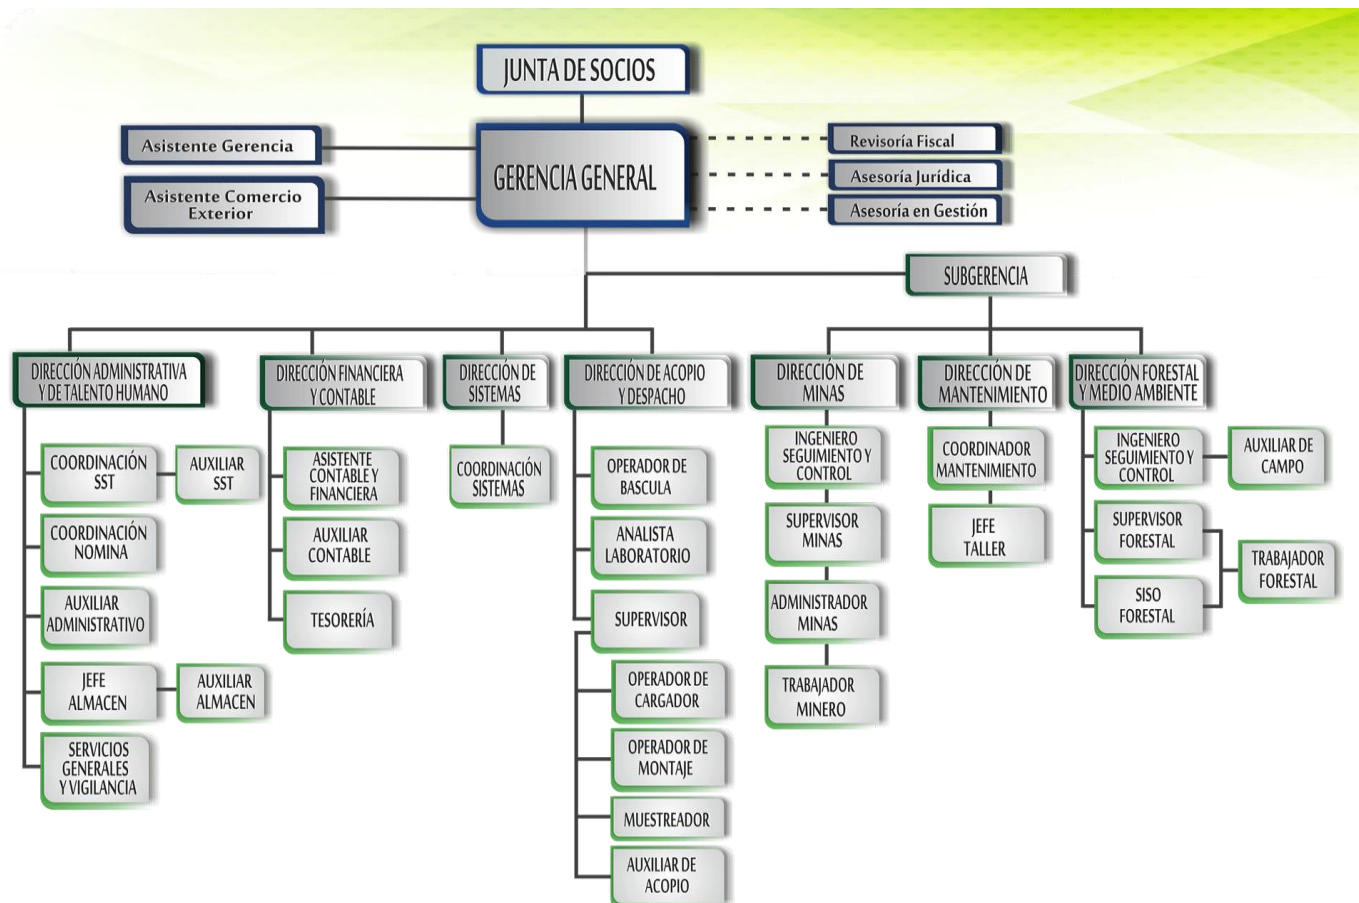 JUNTA DE SOCIOS
Asistente Gerencia
Asistente Comercio
Exterior
GERENCIA GENERAL
Revisoría Fiscal
Asesoría Jurídica
Asesoría en Gestión
SUBGERENCIA
DIRECCIÓN ADMINISTRATIVA
Y DE TALENTO HUMANO
DIRECCIÓN FINANCIERA
Y CONTABLE
DIRECCIÓN DE
SISTEMAS
DIRECCIÓN DE ACOPIO
Y DESPACHO
DIRECCIÓN DE
MINAS
DIRECCIÓN DE
MANTENIMIENTO
DIRECCIÓN FORESTAL
Y MEDIO AMBIENTE
COORDINACIÓN
SST
AUXILIAR
SST
COORDINACIÓN
NOMINA
AUXILIAR
ADMINISTRATIVO
JEFE
ALMACEN
AUXILIAR
ALMACEN
SERVICIOS
GENERALES
Y VIGILANCIA
ASISTENTE
CONTABLE Y
FINANCIERA
AUXILIAR
CONTABLE
TESORERÍA
COORDINACIÓN
SISTEMAS
OPERADOR DE
BASCULA
ANALISTA
LABORATORIO
SUPERVISOR
OPERADOR DE
CARGADOR
OPERADOR DE
MONTAJE
MUESTREADOR
AUXILIAR DE
ACOPIO
INGENIERO
SEGUIMIENTO Y
CONTROL
SUPERVISOR
MINAS
ADMINISTRADOR
MINAS
TRABAJADOR
MINERO
COORDINADOR
MANTENIMIENTO
JEFE
TALLER
INGENIERO
SEGUIMIENTO Y
CONTROL
AUXILIAR DE
CAMPO
SUPERVISOR
FORESTAL
SISO
FORESTAL
TRABAJADOR
FORESTAL